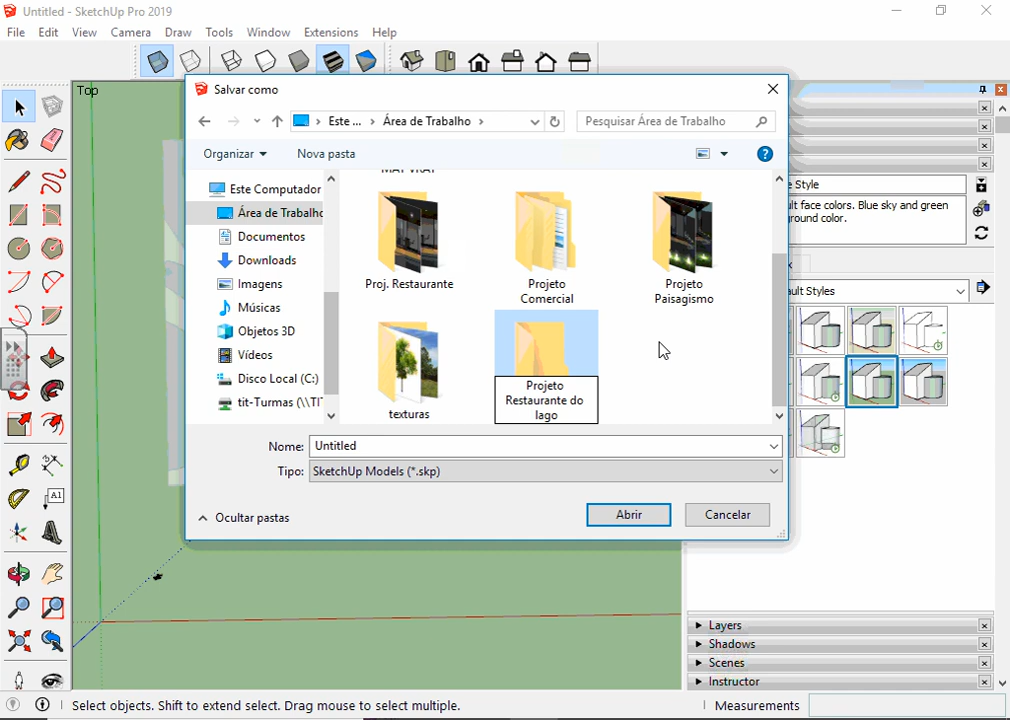 Untitled - SketchUp Pro 2019
File Edit View Camera Draw Tools Window Extensions Help
Top
Salvar como
Este ... Área de Trabalho
Pesquisar Área de Trabalho
Organizar
Nova pasta
Este Computador
Área de Trabalho
Documentos
Downloads
Imagens
Músicas
Objetos 3D
Vídeos
Disco Local (C:)
tit-Turmas (\\TI
Proj. Restaurante
Projeto
Comercial
Projeto
Paisagismo
texturas
Projeto
Restaurante do
lago
Nome: Untitled
Tipo: SketchUp Models (*.skp)
Ocultar pastas
Abrir
Cancelar
e Style
ult face colors. Blue sky and green
round color.
ult Styles
A1
Layers
Shadows
Scenes
Instructor
Select objects. Shift to extend select. Drag mouse to select multiple.
Measurements